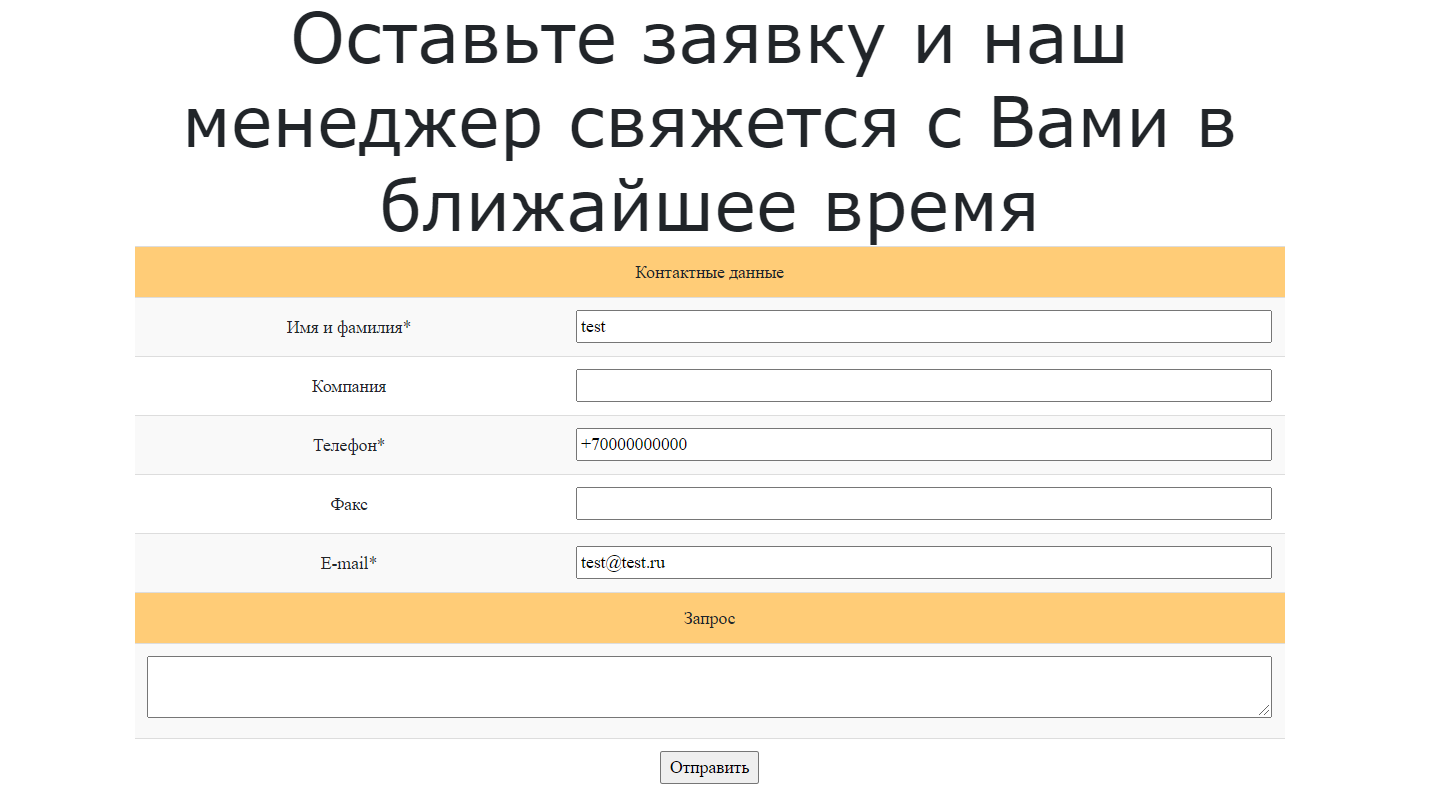 Оставьте заявку и наш
менеджер свяжется с Вами в
ближайшее время
Контактные данные
Имя и фамилия* test
Компания
Телефон* +70000000000
Факс
E-mail* test@test.ru
Запрос
Отправить